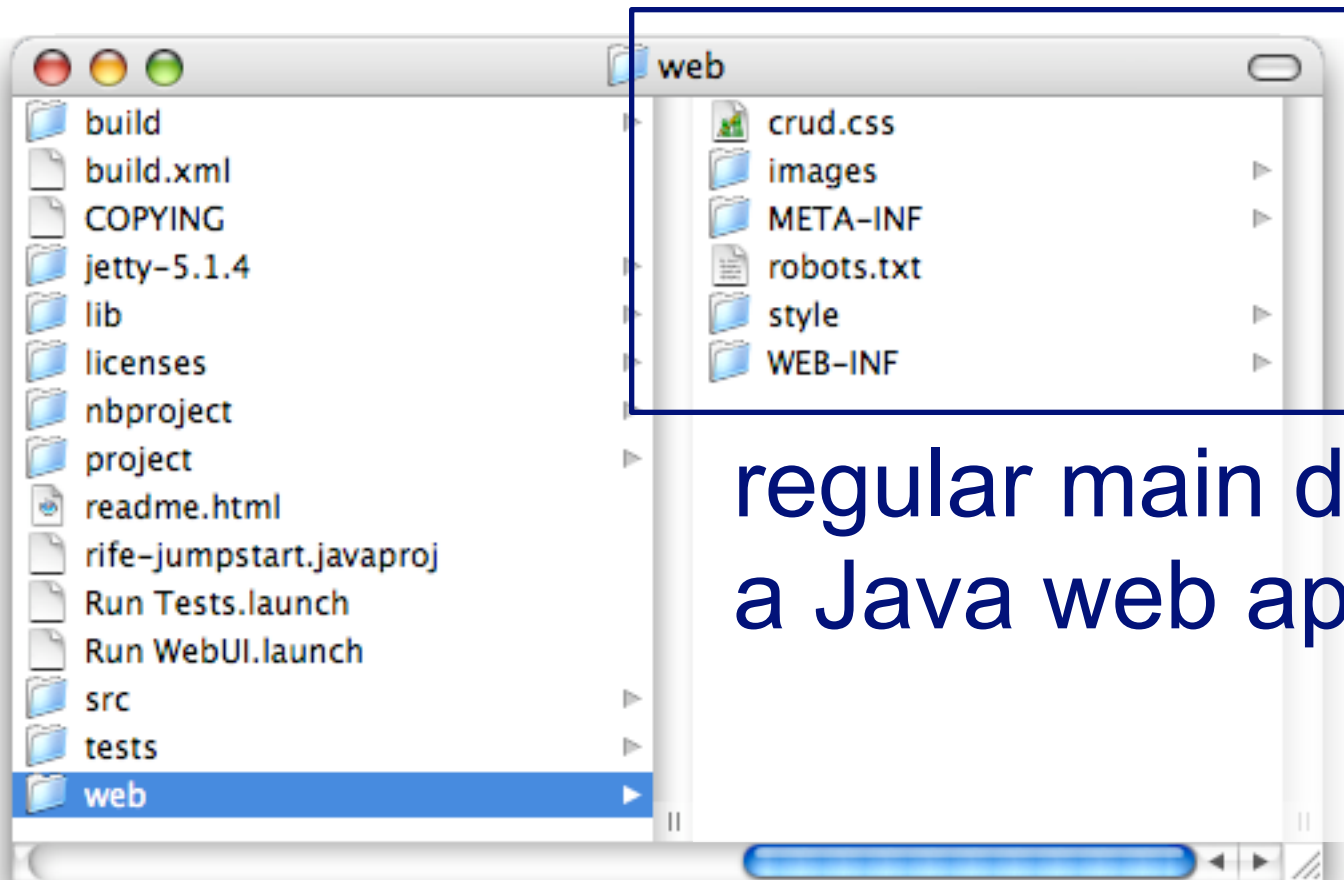 web
build
build.xml
COPYING
jetty-5.1.4
lib
licenses
nbproject
project
readme.html
rife-jumpstart.javaproj
Run Tests.launch
Run WebUI.launch
src
tests
web
crud.css
images
META-INF
robots.txt
style
WEB-INF
regular main d
a Java web ap